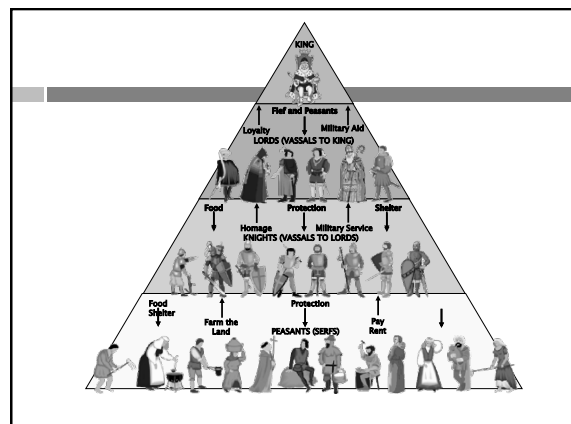 KING
Fief and Peasants
Loyalty
Military Aid
LORDS (VASSALS TO KING)
Food
Protection
Shelter
Homage
Military Service
KNIGHTS (VASSALS TO LORDS)
Food
Shelter
Protection
Farm the
Land
PEASANTS (SERFS)
Pay
Rent